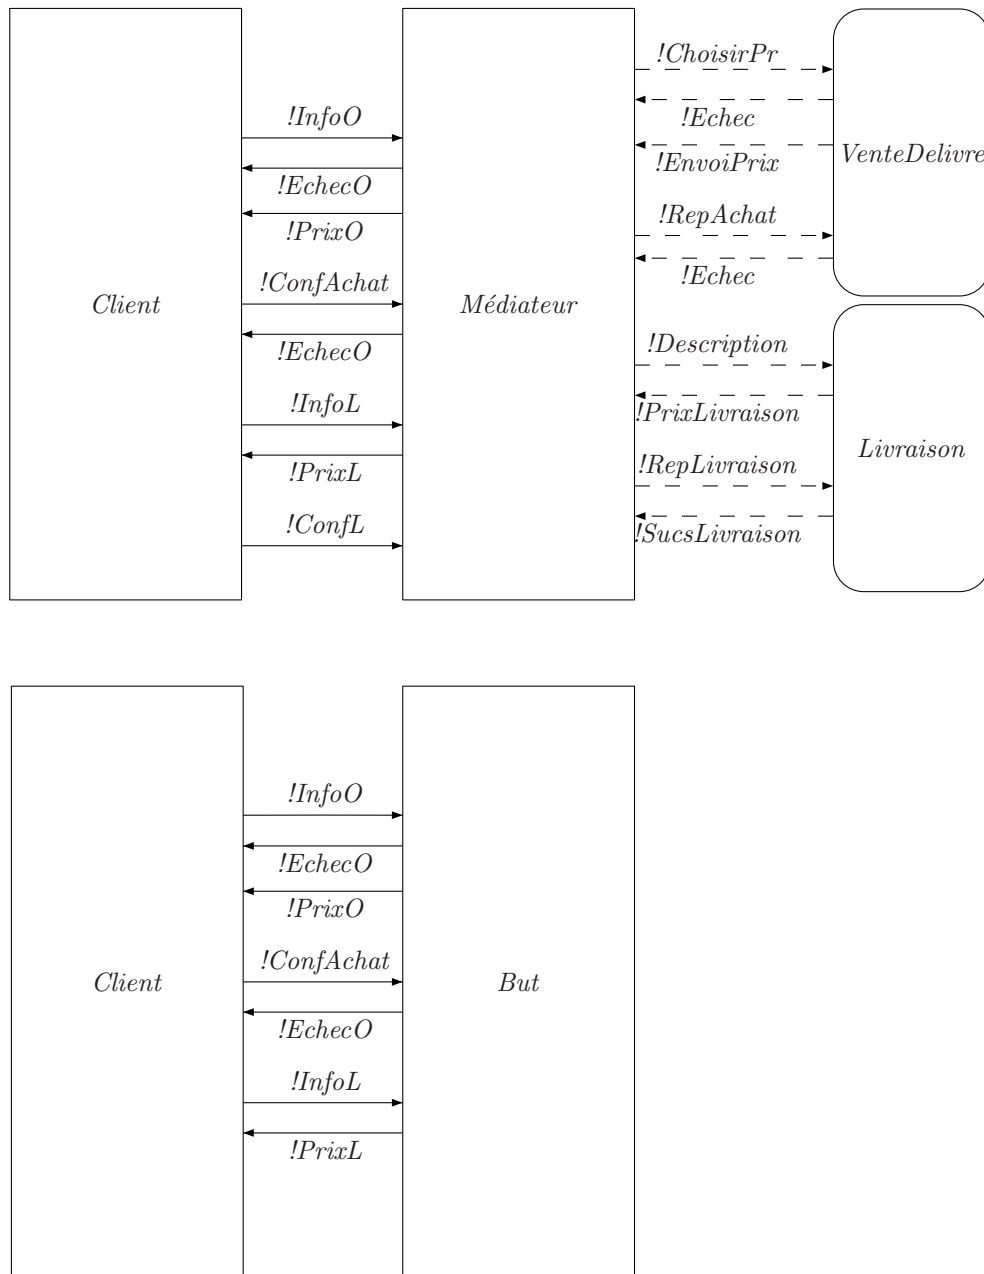 !ChoisirPr
!InfoO
!Echec
!EnvoiPrix
VenteDelivre
!EchecO
!PrixO
!RepAchat
!ConfAchat
!Echec
Client
Médiateur
!EchecO
!Description
!InfoL
!PrixLivraison
Livraison
!PrixL
!RepLivraison
!ConfL
!SucsLivraison
!InfoO
!EchecO
!PrixO
!ConfAchat
Client
But
!EchecO
!InfoL
!PrixL